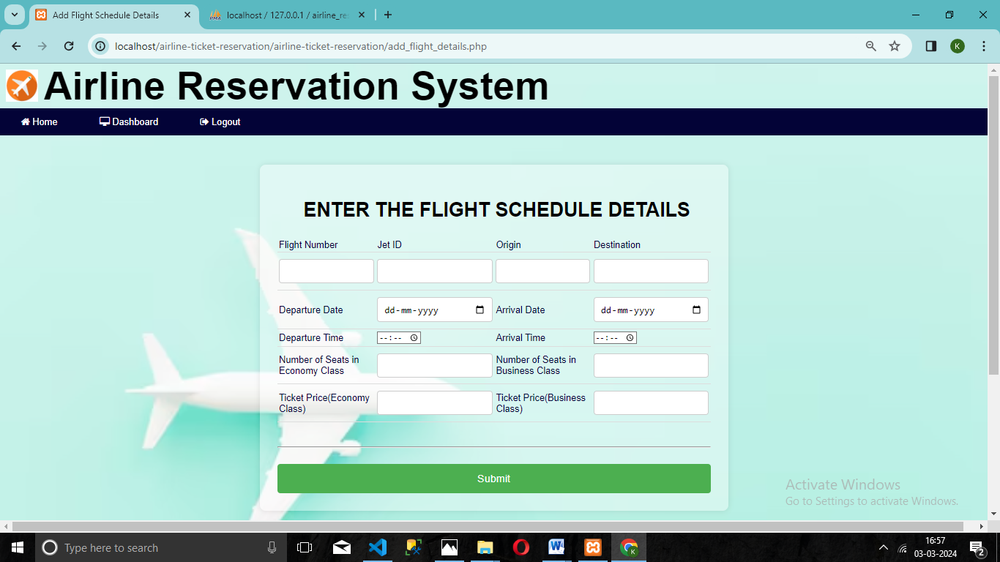 Add Flight Schedule Details
localhost / 127.0.0.1 / airline_re
localhost/airline-ticket-reservation/airline-ticket-reservation/add_flight_details.php
K
Airline Reservation System
Home Dashboard Logout
ENTER THE FLIGHT SCHEDULE DETAILS
Flight Number Jet ID Origin Destination
Departure Date dd-mm-yyyy Arrival Date dd-mm-yyyy
Departure Time --:-- Arrival Time --:--
Number of Seats in Economy Class Number of Seats in Business Class
Ticket Price(Economy Class) Ticket Price(Business Class)
Submit
Activate Windows
Go to Settings to activate Windows.
Type here to search
16:57
03-03-2024
2